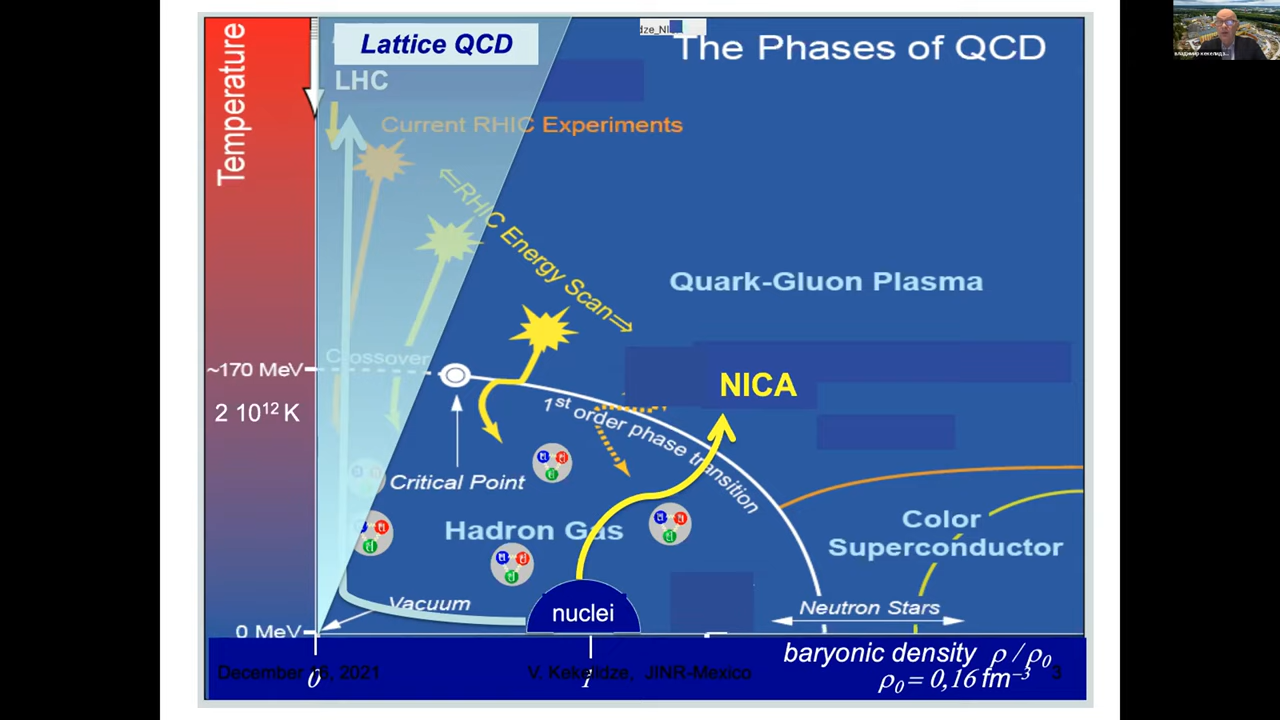 Temperature
Lattice QCD
LHC
The Phases of QCD
Current RHIC Experiments
⇐RHIC Energy Scan⇒
Quark-Gluon Plasma
Crossover
~170 MeV
NICA
2 10¹² K
1st order phase transition
Critical Point
Hadron Gas
Color
Superconductor
Vacuum
nuclei
Neutron Stars
0 MeV
baryonic density ρ / ρ₀
ρ₀ = 0,16 fm⁻³
0
1
December 16, 2021
V. Kekelidze, JINR-Mexico
3